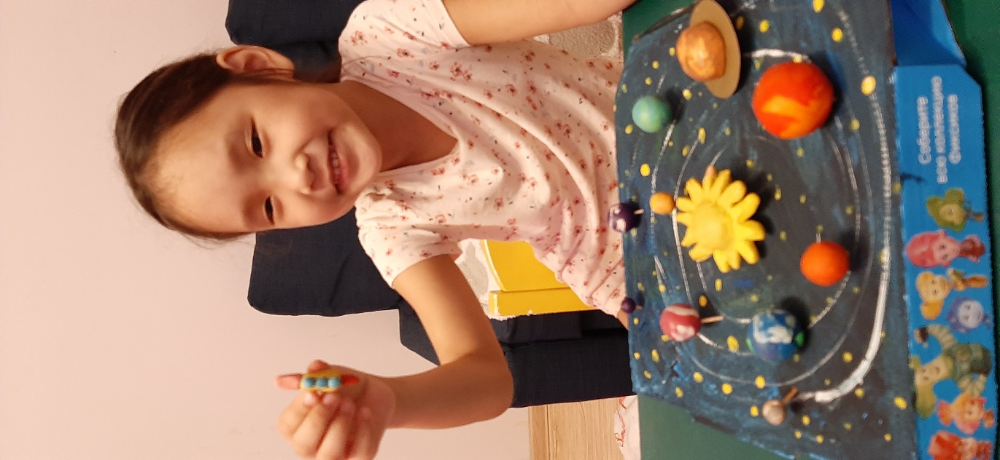 Соберите
всю коллекцию
Фиксиков